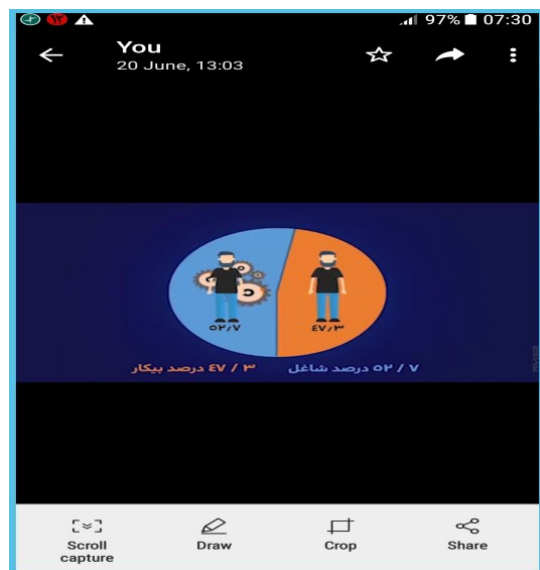 ۱۳ 97% 07:30
You
20 June, 13:03
۵۲٫۷ ۴۷٫۳
۵۲ / ۷ درصد شاغل ۴۷ / ۳ درصد بیکار
Scroll capture Draw Crop Share